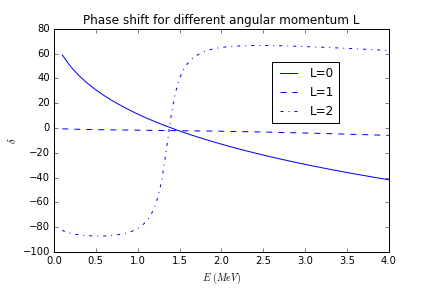 Phase shift for different angular momentum L
80
60
40
20
0
−20
−40
−60
−80
−100
δ
L=0
L=1
L=2
0.0 0.5 1.0 1.5 2.0 2.5 3.0 3.5 4.0
E (MeV)